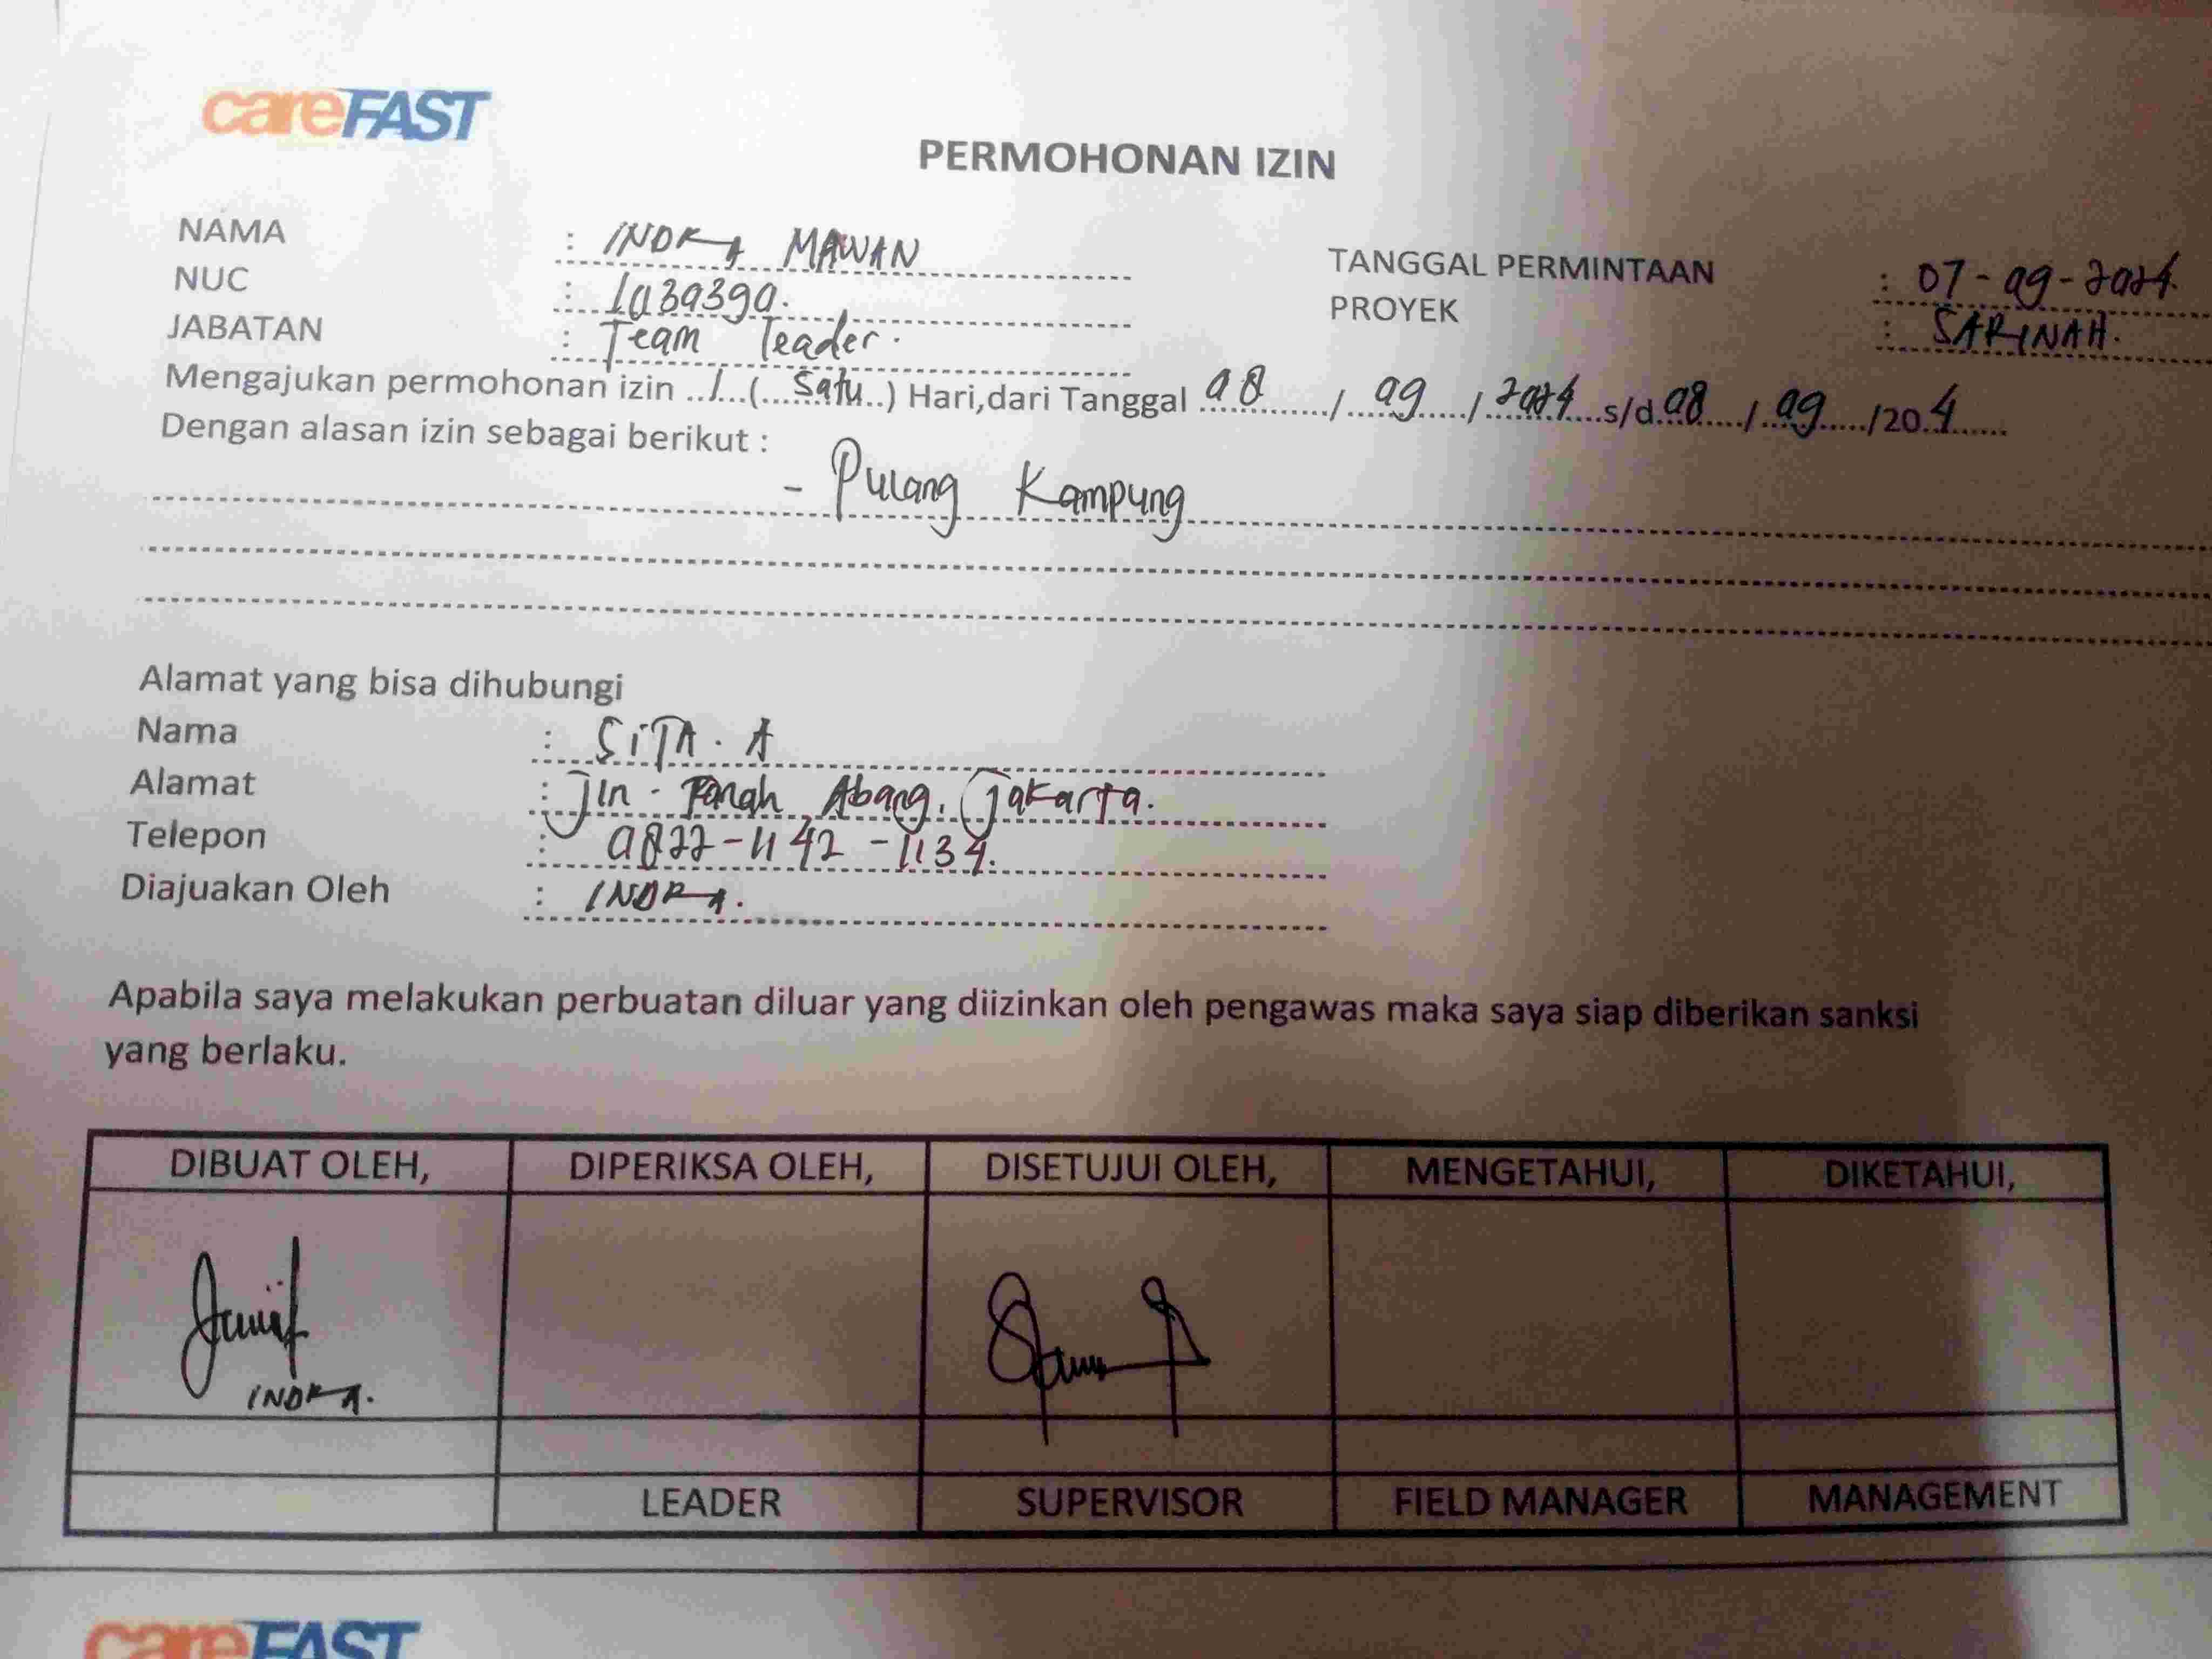 careFAST
PERMOHONAN IZIN
NAMA : INDRA MAWAN
NUC : 1030390.
JABATAN : Team Leader.
TANGGAL PERMINTAAN : 07-09-2024
PROYEK : SARINAH.
Mengajukan permohonan izin ..1...(....Satu..) Hari,dari Tanggal 08 / 09 / 2024 s/d 08 / 09 /20.4
Dengan alasan izin sebagai berikut :
- Pulang Kampung
Alamat yang bisa dihubungi
Nama : SITA. A
Alamat : Jln. Tanah Abang, Jakarta.
Telepon : 0822-1142-1134.
Diajuakan Oleh : INDRA.
Apabila saya melakukan perbuatan diluar yang diizinkan oleh pengawas maka saya siap diberikan sanksi
yang berlaku.
DIBUAT OLEH, DIPERIKSA OLEH, DISETUJUI OLEH, MENGETAHUI, DIKETAHUI,
INDRA.
LEADER SUPERVISOR FIELD MANAGER MANAGEMENT
careFAST